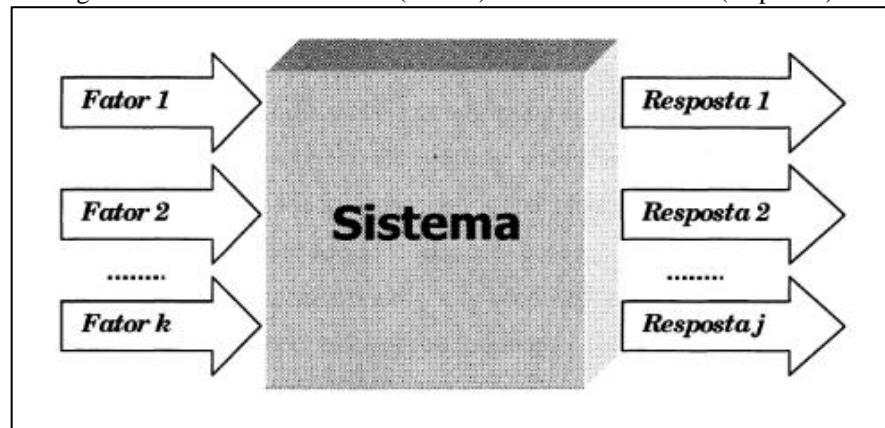 Fator 1
Resposta 1
Fator 2
Sistema
Resposta 2
........
........
Fator k
Resposta j